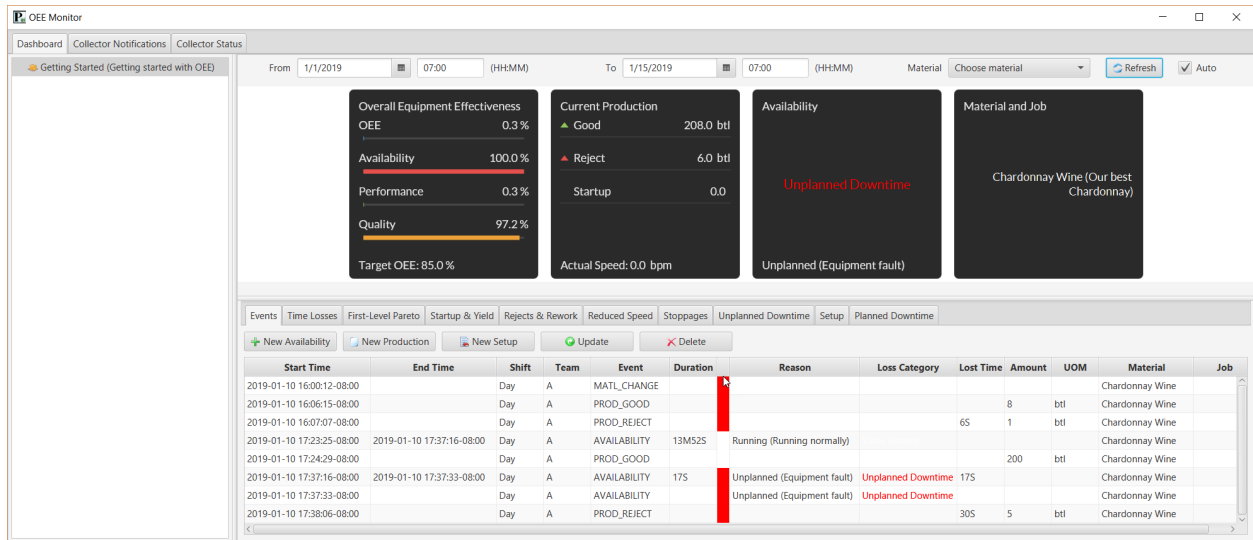 OEE Monitor
Dashboard Collector Notifications Collector Status
Getting Started (Getting started with OEE)
From 1/1/2019 07:00 (HH:MM) To 1/15/2019 07:00 (HH:MM) Material Choose material Refresh Auto
Overall Equipment Effectiveness
OEE 0.3 %
Availability 100.0 %
Performance 0.3 %
Quality 97.2 %
Target OEE: 85.0 %
Current Production
Good 208.0 btl
Reject 6.0 btl
Startup 0.0
Actual Speed: 0.0 bpm
Availability
Unplanned Downtime
Unplanned (Equipment fault)
Material and Job
Chardonnay Wine (Our best
Chardonnay)
Events Time Losses First-Level Pareto Startup & Yield Rejects & Rework Reduced Speed Stoppages Unplanned Downtime Setup Planned Downtime
New Availability New Production New Setup Update Delete
Start Time End Time Shift Team Event Duration Reason Loss Category Lost Time Amount UOM Material Job
2019-01-10 16:00:12-08:00 Day A MATL_CHANGE Chardonnay Wine
2019-01-10 16:06:15-08:00 Day A PROD_GOOD 8 btl Chardonnay Wine
2019-01-10 16:07:07-08:00 Day A PROD_REJECT 6S 1 btl Chardonnay Wine
2019-01-10 17:23:25-08:00 2019-01-10 17:37:16-08:00 Day A AVAILABILITY 13M52S Running (Running normally) Chardonnay Wine
2019-01-10 17:24:29-08:00 Day A PROD_GOOD 200 btl Chardonnay Wine
2019-01-10 17:37:16-08:00 2019-01-10 17:37:33-08:00 Day A AVAILABILITY 17S Unplanned (Equipment fault) Unplanned Downtime 17S Chardonnay Wine
2019-01-10 17:37:33-08:00 Day A AVAILABILITY Unplanned (Equipment fault) Unplanned Downtime Chardonnay Wine
2019-01-10 17:38:06-08:00 Day A PROD_REJECT 30S 5 btl Chardonnay Wine